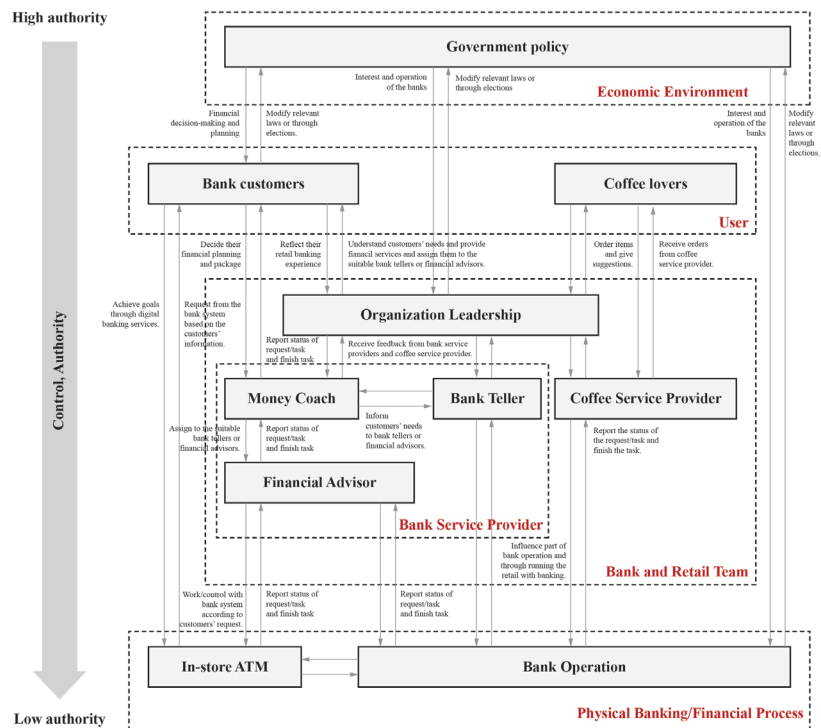 High authority
Government policy
Economic Environment
Financial
decision-making and
planning
Modify relevant
laws or through
elections.
Interest and operation
of the banks
Modify relevant laws or
through elections
Interest and
operation of the
banks
Modify
relevant
laws or
through
elections.
Bank customers
Coffee lovers
User
Decide their
financial planning
and package
Reflect their
retail banking
experience
Understand customers' needs and provide
fianacil services and assign them to the
suitable bank tellers or financial advisors.
Order items
and give
suggestions.
Receive orders
from coffee
service provider.
Achieve goals
through digital
banking services.
Request from the
bank system
based on the
customers'
information.
Organization Leadership
Report status of
request/task
and finish task
Receive feedback from bank service
providers and coffee service provider.
Control, Authority
Money Coach
Bank Teller
Coffee Service Provider
Inform
customers' needs
to bank tellers or
financial advisors.
Assign to the suitable
bank tellers or
financial advisors.
Report status of
request/task
and finish task
Report the status of
the request/task and
finish the task.
Financial Advisor
Bank Service Provider
Influence part of
bank operation and
through running the
retail with banking.
Bank and Retail Team
Work/control with
bank system
according to
customers' request.
Report status of
request/task
and finish task
Report status of
request/task
and finish task
In-store ATM
Bank Operation
Physical Banking/Financial Process
Low authority